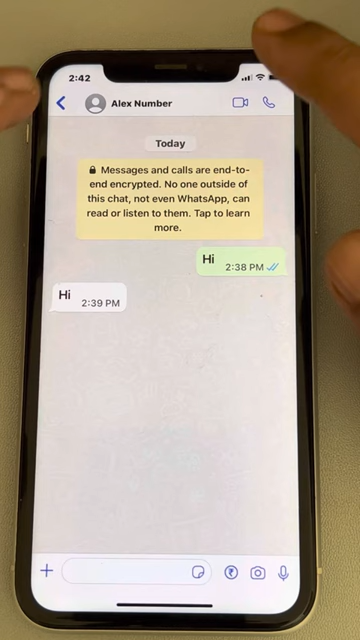 2:42
Alex Number
Today
Messages and calls are end-to-
end encrypted. No one outside of
this chat, not even WhatsApp, can
read or listen to them. Tap to learn
more.
Hi
2:38 PM
Hi
2:39 PM
₹